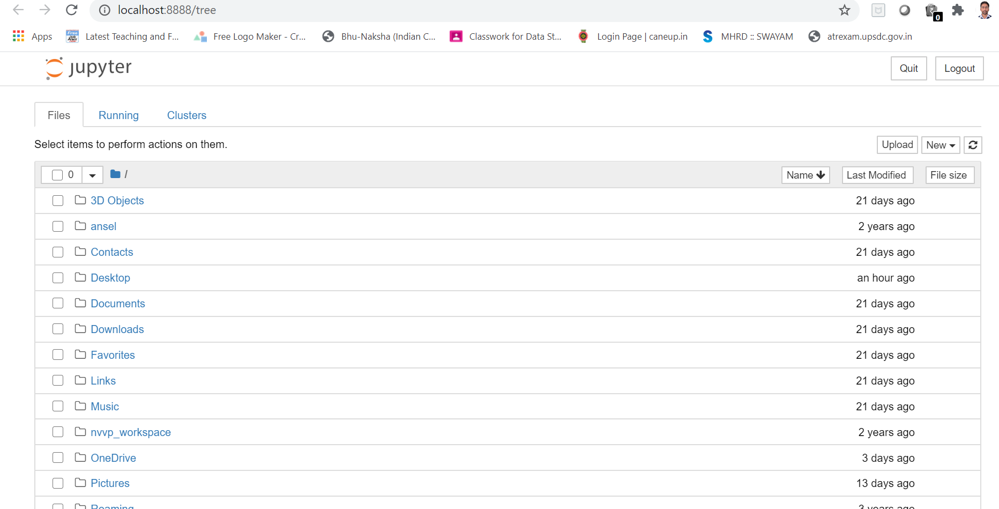 localhost:8888/tree
Apps Latest Teaching and F... Free Logo Maker - Cr... Bhu-Naksha (Indian C... Classwork for Data St... Login Page | caneup.in MHRD :: SWAYAM atrexam.upsdc.gov.in
0
jupyter Quit Logout
Files Running Clusters
Select items to perform actions on them. Upload New
0 / Name Last Modified File size
3D Objects 21 days ago
ansel 2 years ago
Contacts 21 days ago
Desktop an hour ago
Documents 21 days ago
Downloads 21 days ago
Favorites 21 days ago
Links 21 days ago
Music 21 days ago
nvvp_workspace 2 years ago
OneDrive 3 days ago
Pictures 13 days ago
Roaming 3 years ago